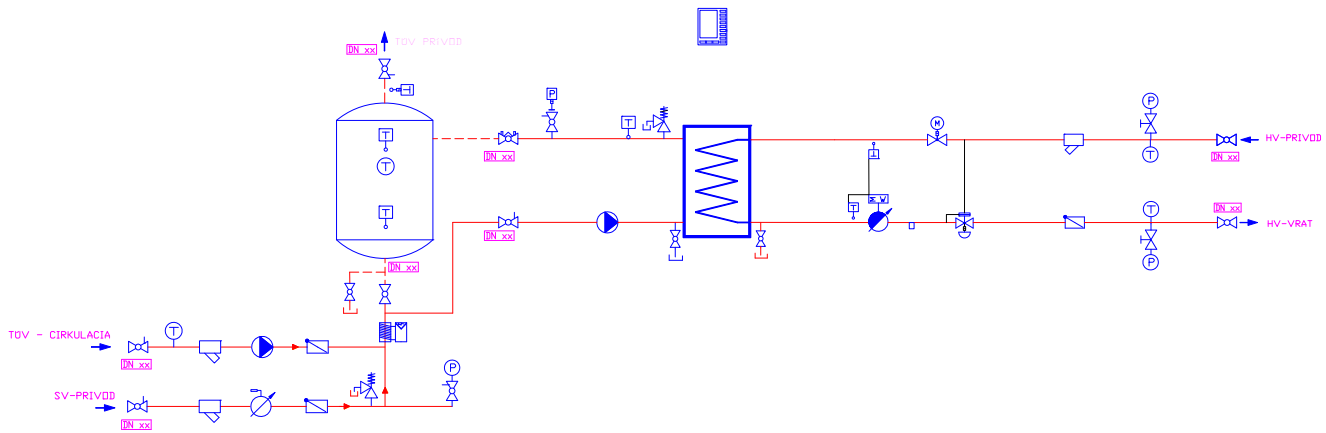 TUV PRIVOD
DN xx
P
T
M
P
HV-PRIVOD
T
T
DN xx
DN xx
T
T
T
T
Σ W
T
DN xx
HV-VRAT
T
DN xx
P
DN xx
TUV - CIRKULACIA
T
DN xx
P
SV-PRIVOD
DN xx